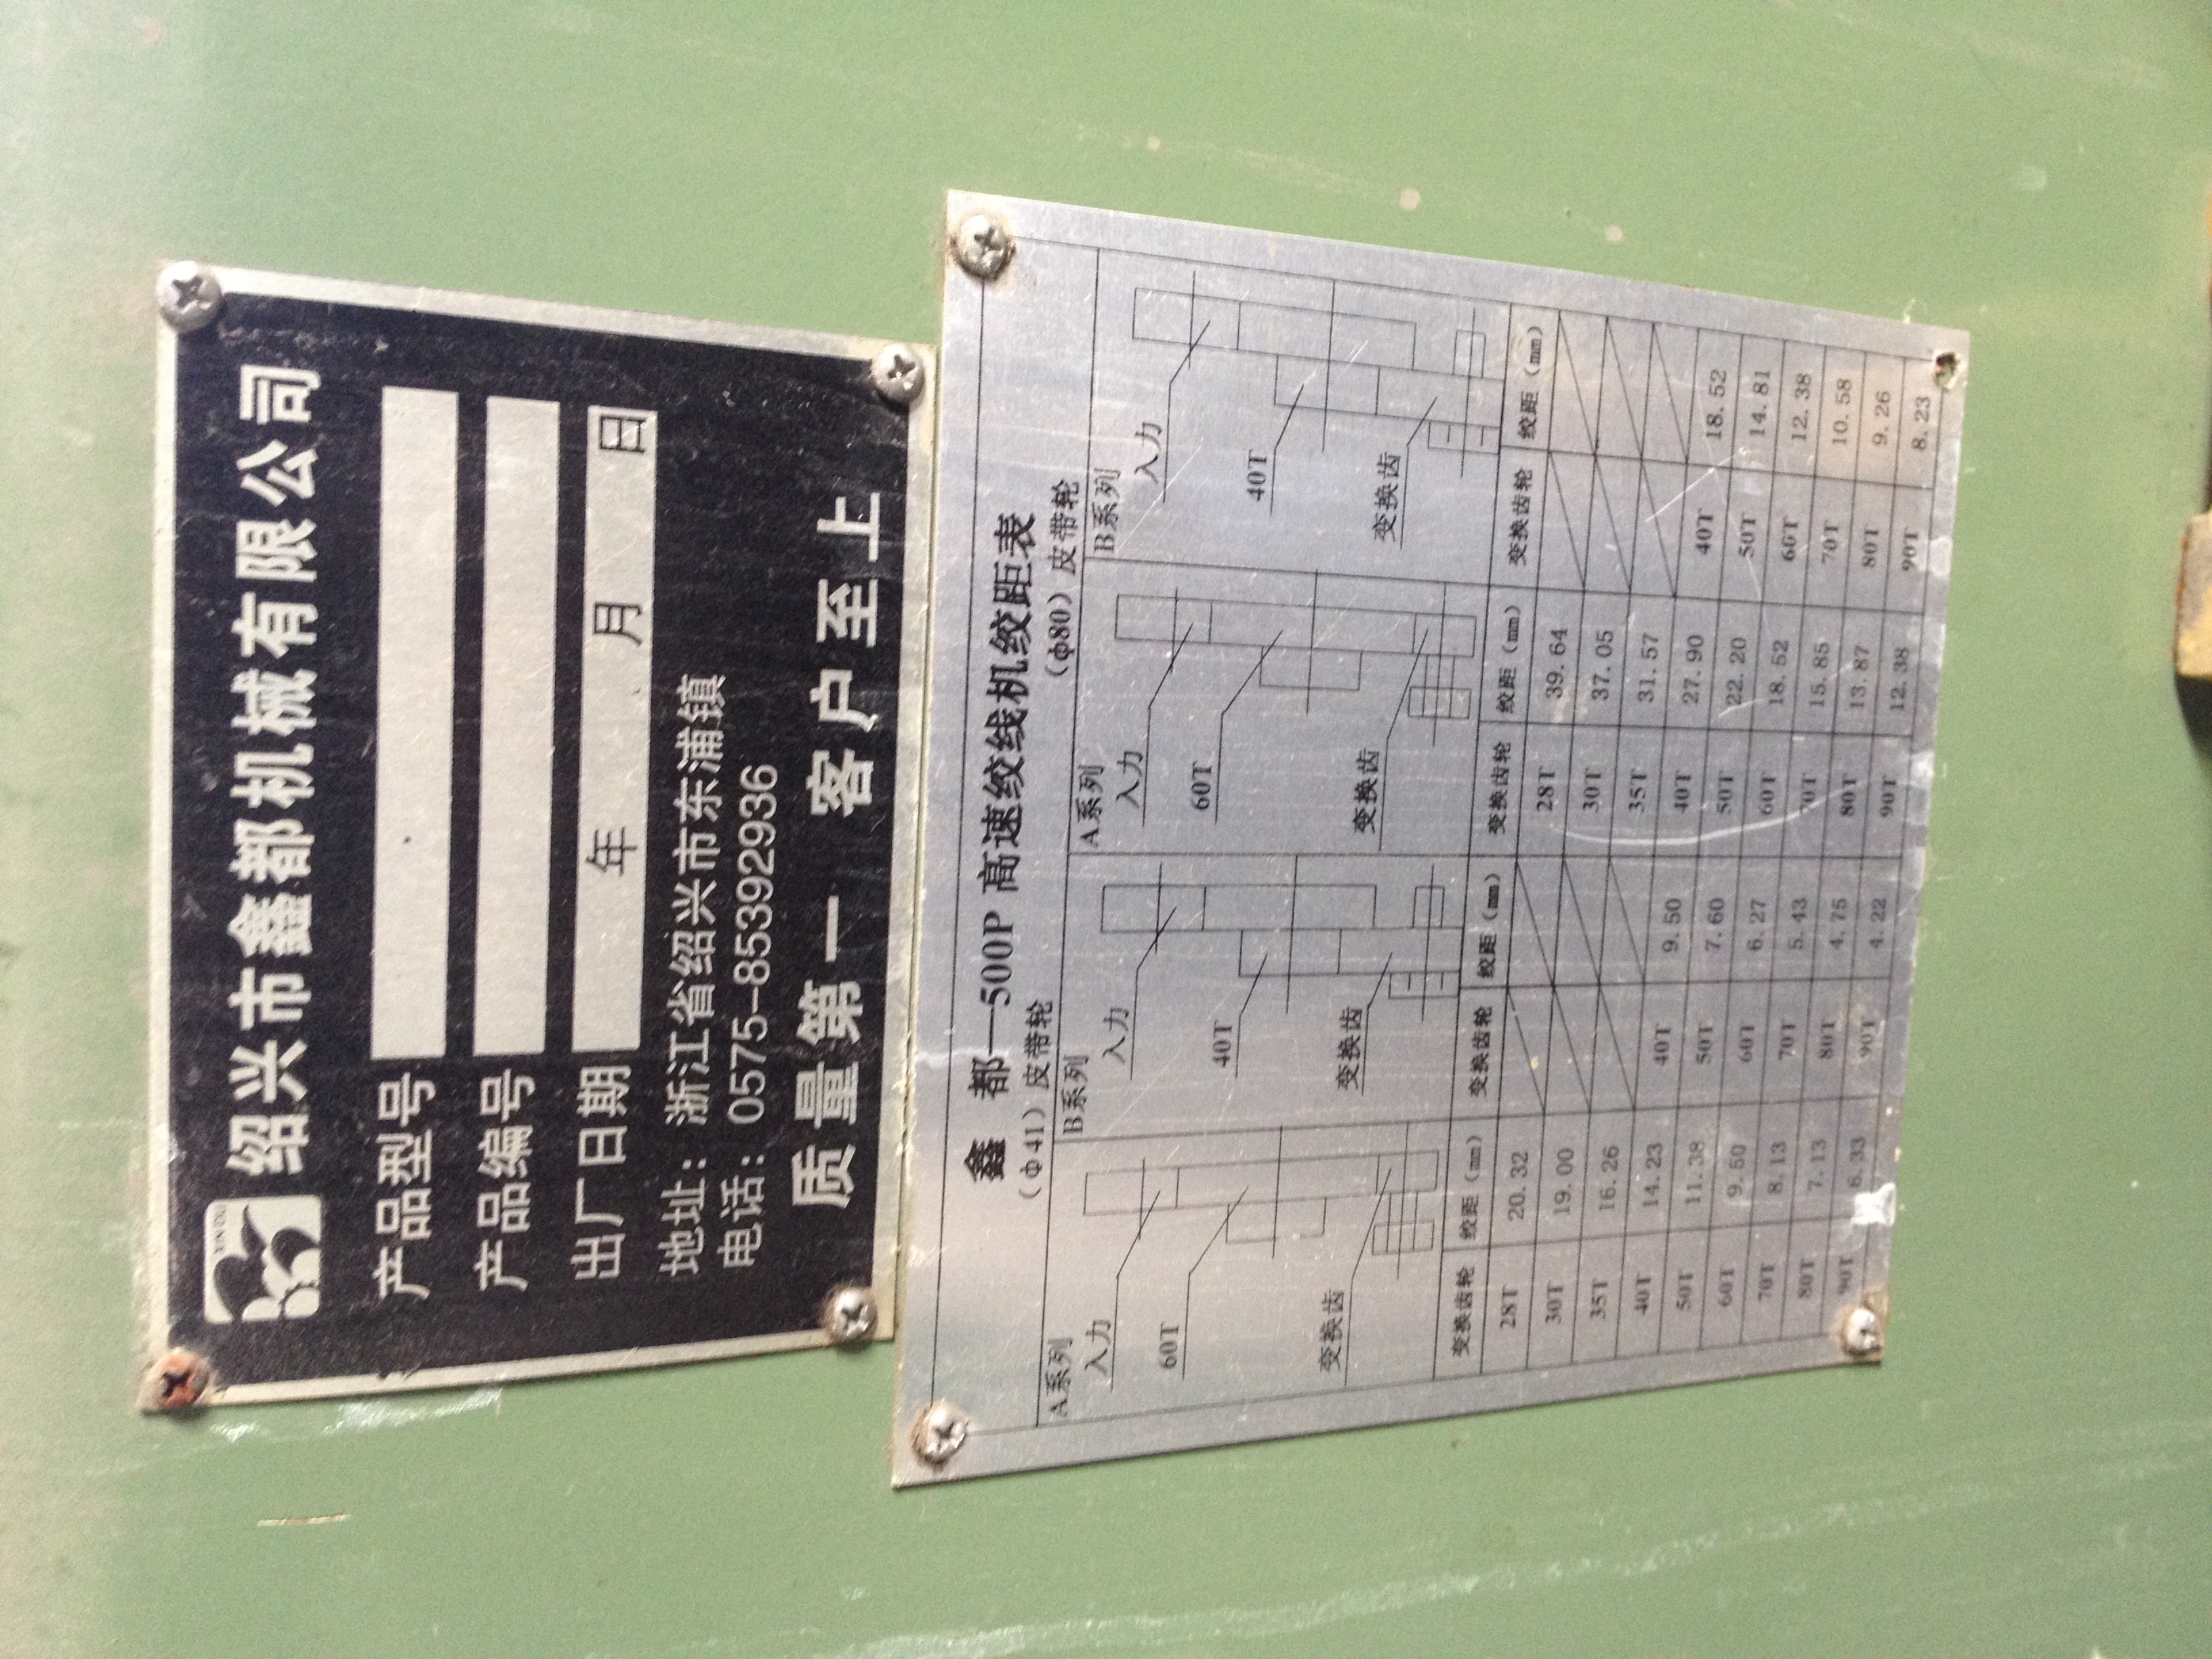 XINDU
绍兴市鑫都机械有限公司
产品型号
产品编号
出厂日期 年 月 日
地址：浙江省绍兴市东浦镇
电话：0575-85392936
质量第一 客户至上
鑫 都—500P 高速绞线机绞距表
（Φ41）皮带轮 （Φ80）皮带轮
A系列 B系列 A系列 B系列
入力 入力 入力 入力
60T 40T 60T 40T
变换齿 变换齿 变换齿 变换齿
变换齿轮 绞距（mm） 变换齿轮 绞距（mm） 变换齿轮 绞距（mm） 变换齿轮 绞距（mm）
28T 20.32 28T 39.64
30T 19.00 30T 37.05
35T 16.26 35T 31.57
40T 14.23 40T 9.50 40T 27.90 40T 18.52
50T 11.38 50T 7.60 50T 22.20 50T 14.81
60T 9.50 60T 6.27 60T 18.52 60T 12.38
70T 8.13 70T 5.43 70T 15.85 70T 10.58
80T 7.13 80T 4.75 80T 13.87 80T 9.26
90T 6.33 90T 4.22 90T 12.38 90T 8.23